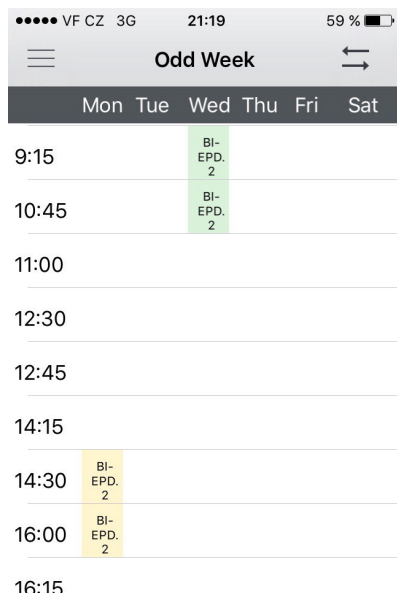 VF CZ 3G 21:19 59 %
Odd Week
Mon Tue Wed Thu Fri Sat
9:15 BI-
EPD.
2
10:45 BI-
EPD.
2
11:00
12:30
12:45
14:15
14:30 BI-
EPD.
2
16:00 BI-
EPD.
2
16:15